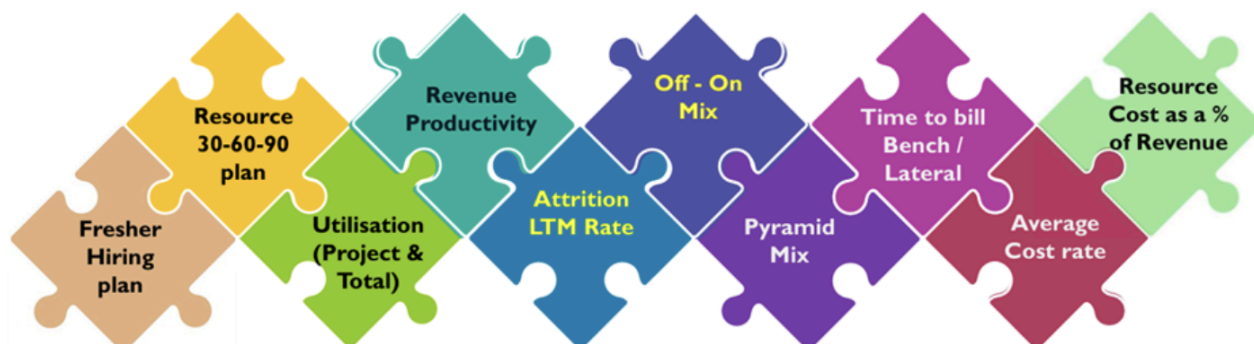 Fresher
Hiring
plan
Resource
30-60-90
plan
Utilisation
(Project &
Total)
Revenue
Productivity
Attrition
LTM Rate
Off - On
Mix
Pyramid
Mix
Time to bill
Bench /
Lateral
Average
Cost rate
Resource
Cost as a %
of Revenue